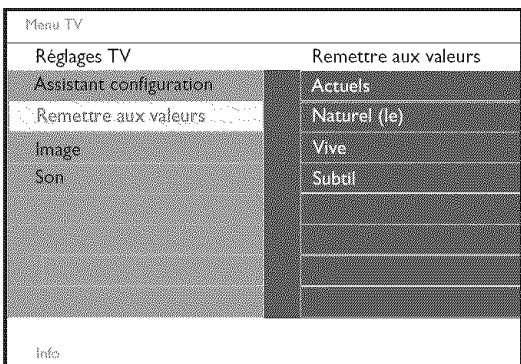 Menu TV
Réglages TV
Remettre aux valeurs
Assistant configuration
Actuels
Remettre aux valeurs
Naturel (le)
Image
Vive
Son
Subtil
Info